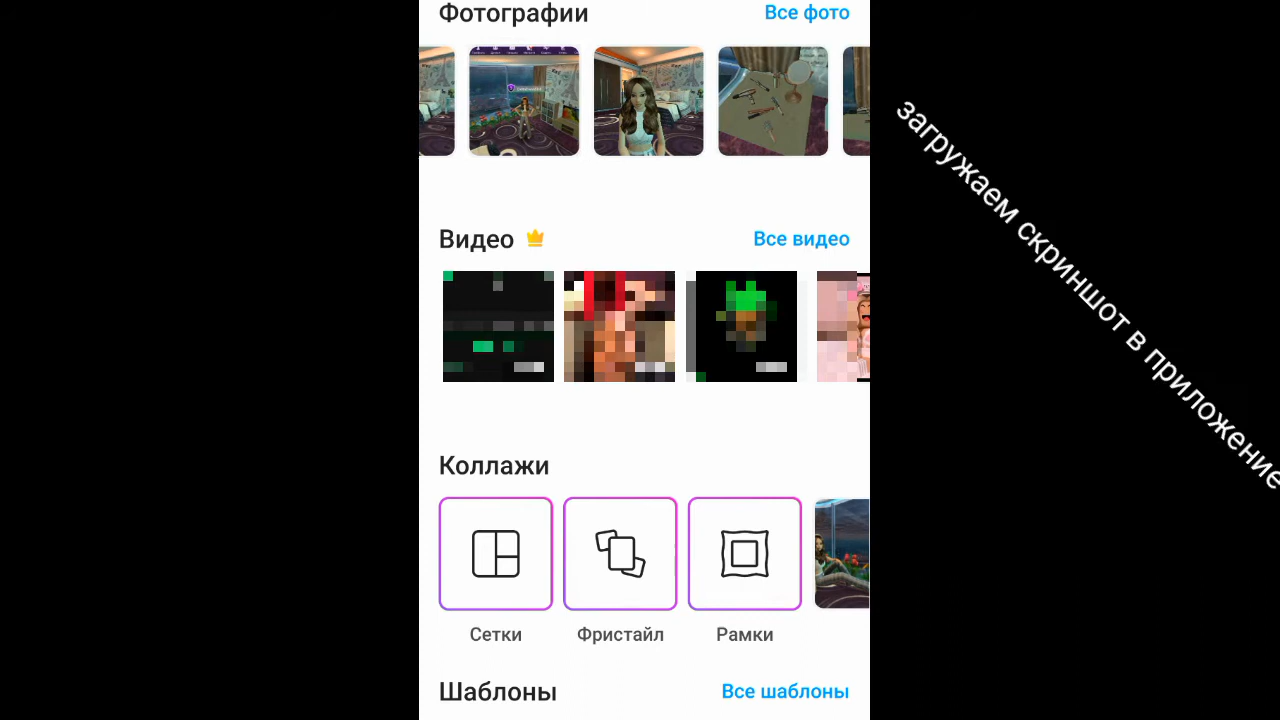 Фотографии
Все фото
Видео
Все видео
Коллажи
Сетки
Фристайл
Рамки
Шаблоны
Все шаблоны
загружаем скриншот в приложение